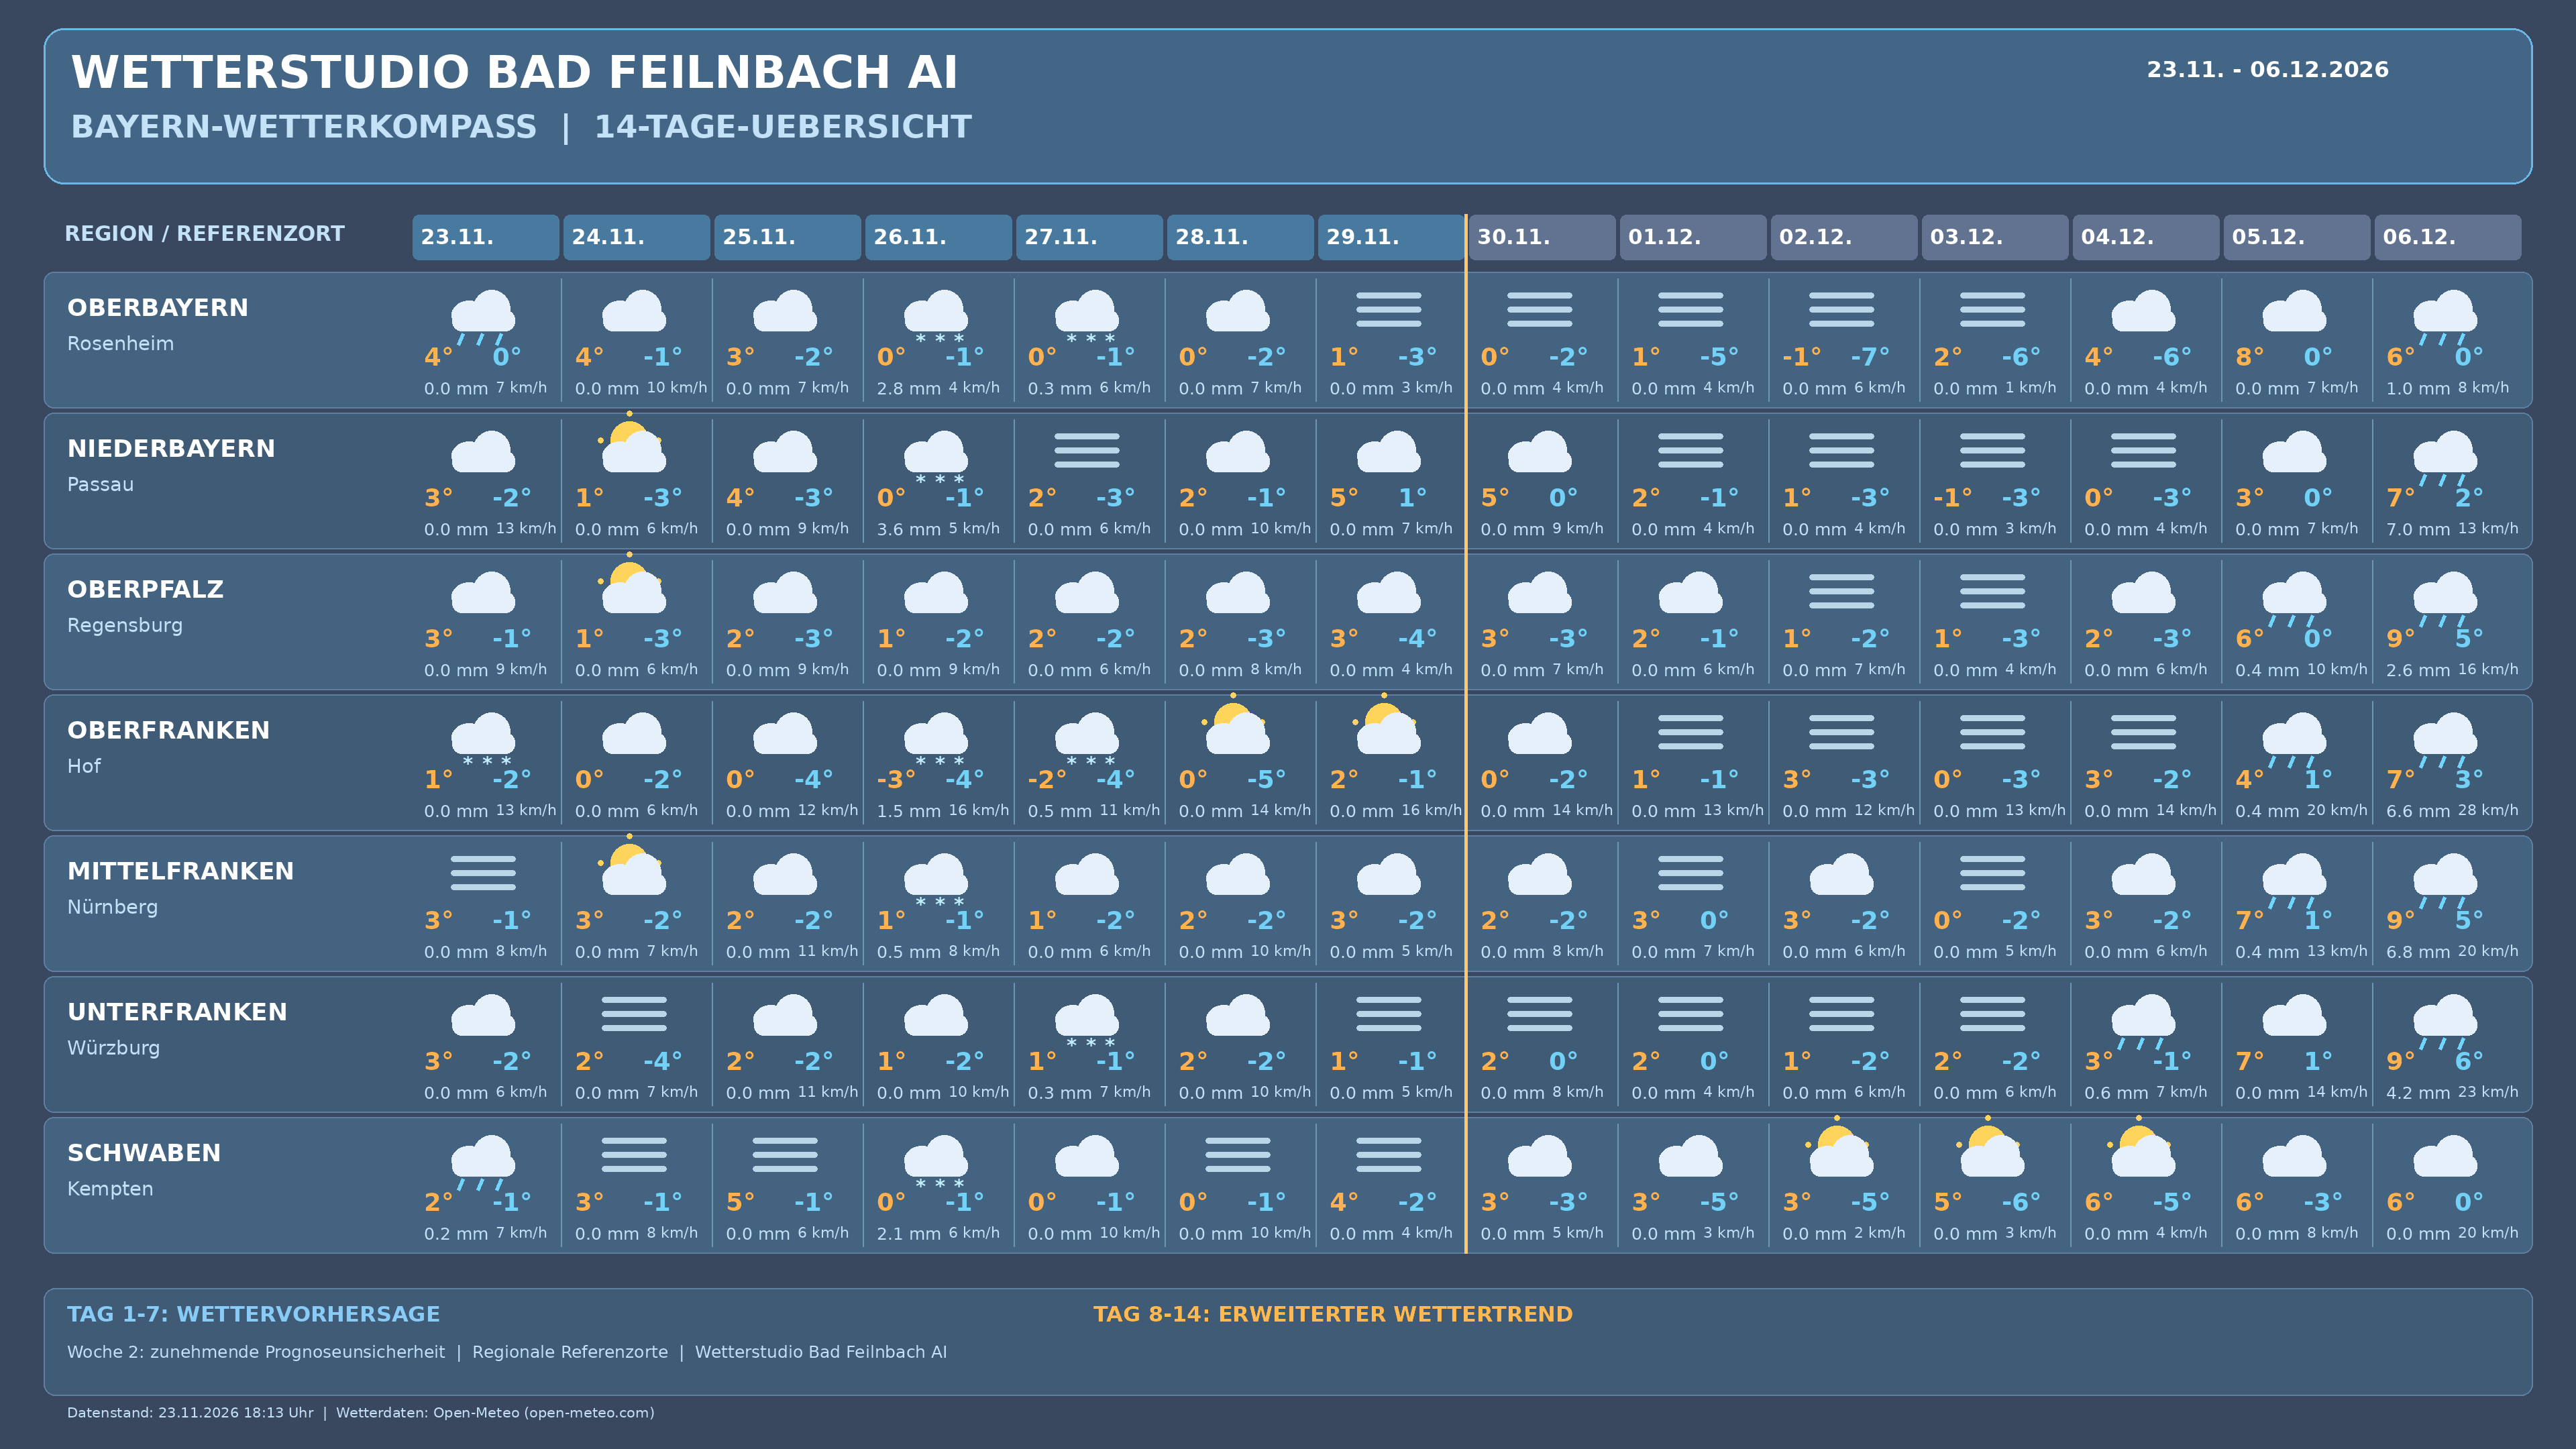 WETTERSTUDIO BAD FEILNBACH AI
23.11. - 06.12.2026
BAYERN-WETTERKOMPASS | 14-TAGE-UEBERSICHT
REGION / REFERENZORT 23.11. 24.11. 25.11. 26.11. 27.11. 28.11. 29.11. 30.11. 01.12. 02.12. 03.12. 04.12. 05.12. 06.12.
OBERBAYERN
Rosenheim
4° 0° 4° -1° 3° -2° 0° -1° 0° -1° 0° -2° 1° -3° 0° -2° 1° -5° -1° -7° 2° -6° 4° -6° 8° 0° 6° 0°
0.0 mm 7 km/h 0.0 mm 10 km/h 0.0 mm 7 km/h 2.8 mm 4 km/h 0.3 mm 6 km/h 0.0 mm 7 km/h 0.0 mm 3 km/h 0.0 mm 4 km/h 0.0 mm 4 km/h 0.0 mm 6 km/h 0.0 mm 1 km/h 0.0 mm 4 km/h 0.0 mm 7 km/h 1.0 mm 8 km/h
NIEDERBAYERN
Passau
3° -2° 1° -3° 4° -3° 0° -1° 2° -3° 2° -1° 5° 1° 5° 0° 2° -1° 1° -3° -1° -3° 0° -3° 3° 0° 7° 2°
0.0 mm 13 km/h 0.0 mm 6 km/h 0.0 mm 9 km/h 3.6 mm 5 km/h 0.0 mm 6 km/h 0.0 mm 10 km/h 0.0 mm 7 km/h 0.0 mm 9 km/h 0.0 mm 4 km/h 0.0 mm 4 km/h 0.0 mm 3 km/h 0.0 mm 4 km/h 0.0 mm 7 km/h 7.0 mm 13 km/h
OBERPFALZ
Regensburg
3° -1° 1° -3° 2° -3° 1° -2° 2° -2° 2° -3° 3° -4° 3° -3° 2° -1° 1° -2° 1° -3° 2° -3° 6° 0° 9° 5°
0.0 mm 9 km/h 0.0 mm 6 km/h 0.0 mm 9 km/h 0.0 mm 9 km/h 0.0 mm 6 km/h 0.0 mm 8 km/h 0.0 mm 4 km/h 0.0 mm 7 km/h 0.0 mm 6 km/h 0.0 mm 7 km/h 0.0 mm 4 km/h 0.0 mm 6 km/h 0.4 mm 10 km/h 2.6 mm 16 km/h
OBERFRANKEN
Hof
1° -2° 0° -2° 0° -4° -3° -4° -2° -4° 0° -5° 2° -1° 0° -2° 1° -1° 3° -3° 0° -3° 3° -2° 4° 1° 7° 3°
0.0 mm 13 km/h 0.0 mm 6 km/h 0.0 mm 12 km/h 1.5 mm 16 km/h 0.5 mm 11 km/h 0.0 mm 14 km/h 0.0 mm 16 km/h 0.0 mm 14 km/h 0.0 mm 13 km/h 0.0 mm 12 km/h 0.0 mm 13 km/h 0.0 mm 14 km/h 0.4 mm 20 km/h 6.6 mm 28 km/h
MITTELFRANKEN
Nürnberg
3° -1° 3° -2° 2° -2° 1° -1° 1° -2° 2° -2° 3° -2° 2° -2° 3° 0° 3° -2° 0° -2° 3° -2° 7° 1° 9° 5°
0.0 mm 8 km/h 0.0 mm 7 km/h 0.0 mm 11 km/h 0.5 mm 8 km/h 0.0 mm 6 km/h 0.0 mm 10 km/h 0.0 mm 5 km/h 0.0 mm 8 km/h 0.0 mm 7 km/h 0.0 mm 6 km/h 0.0 mm 5 km/h 0.0 mm 6 km/h 0.4 mm 13 km/h 6.8 mm 20 km/h
UNTERFRANKEN
Würzburg
3° -2° 2° -4° 2° -2° 1° -2° 1° -1° 2° -2° 1° -1° 2° 0° 2° 0° 1° -2° 2° -2° 3° -1° 7° 1° 9° 6°
0.0 mm 6 km/h 0.0 mm 7 km/h 0.0 mm 11 km/h 0.0 mm 10 km/h 0.3 mm 7 km/h 0.0 mm 10 km/h 0.0 mm 5 km/h 0.0 mm 8 km/h 0.0 mm 4 km/h 0.0 mm 6 km/h 0.0 mm 6 km/h 0.6 mm 7 km/h 0.0 mm 14 km/h 4.2 mm 23 km/h
SCHWABEN
Kempten
2° -1° 3° -1° 5° -1° 0° -1° 0° -1° 0° -1° 4° -2° 3° -3° 3° -5° 3° -5° 5° -6° 6° -5° 6° -3° 6° 0°
0.2 mm 7 km/h 0.0 mm 8 km/h 0.0 mm 6 km/h 2.1 mm 6 km/h 0.0 mm 10 km/h 0.0 mm 10 km/h 0.0 mm 4 km/h 0.0 mm 5 km/h 0.0 mm 3 km/h 0.0 mm 2 km/h 0.0 mm 3 km/h 0.0 mm 4 km/h 0.0 mm 8 km/h 0.0 mm 20 km/h
TAG 1-7: WETTERVORHERSAGE TAG 8-14: ERWEITERTER WETTERTREND
Woche 2: zunehmende Prognoseunsicherheit | Regionale Referenzorte | Wetterstudio Bad Feilnbach AI
Datenstand: 23.11.2026 18:13 Uhr | Wetterdaten: Open-Meteo (open-meteo.com)